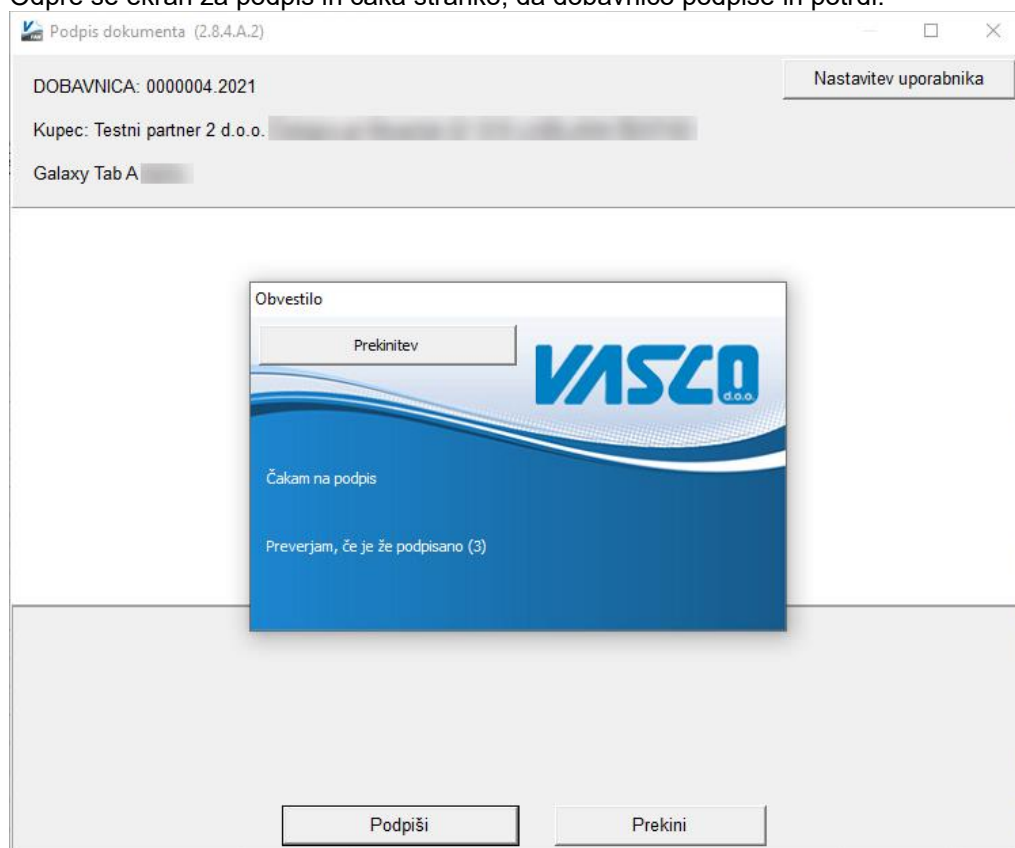 Odpre se ekran za podpis in čaka stranko, da dobavnico podpiše in potrdi.
Podpis dokumenta (2.8.4.A.2)
DOBAVNICA: 0000004.2021
Nastavitev uporabnika
Kupec: Testni partner 2 d.o.o.
Galaxy Tab A
Obvestilo
Prekinitev
VASCO
d.o.o.
Čakam na podpis
Preverjam, če je že podpisano (3)
Podpiši
Prekini